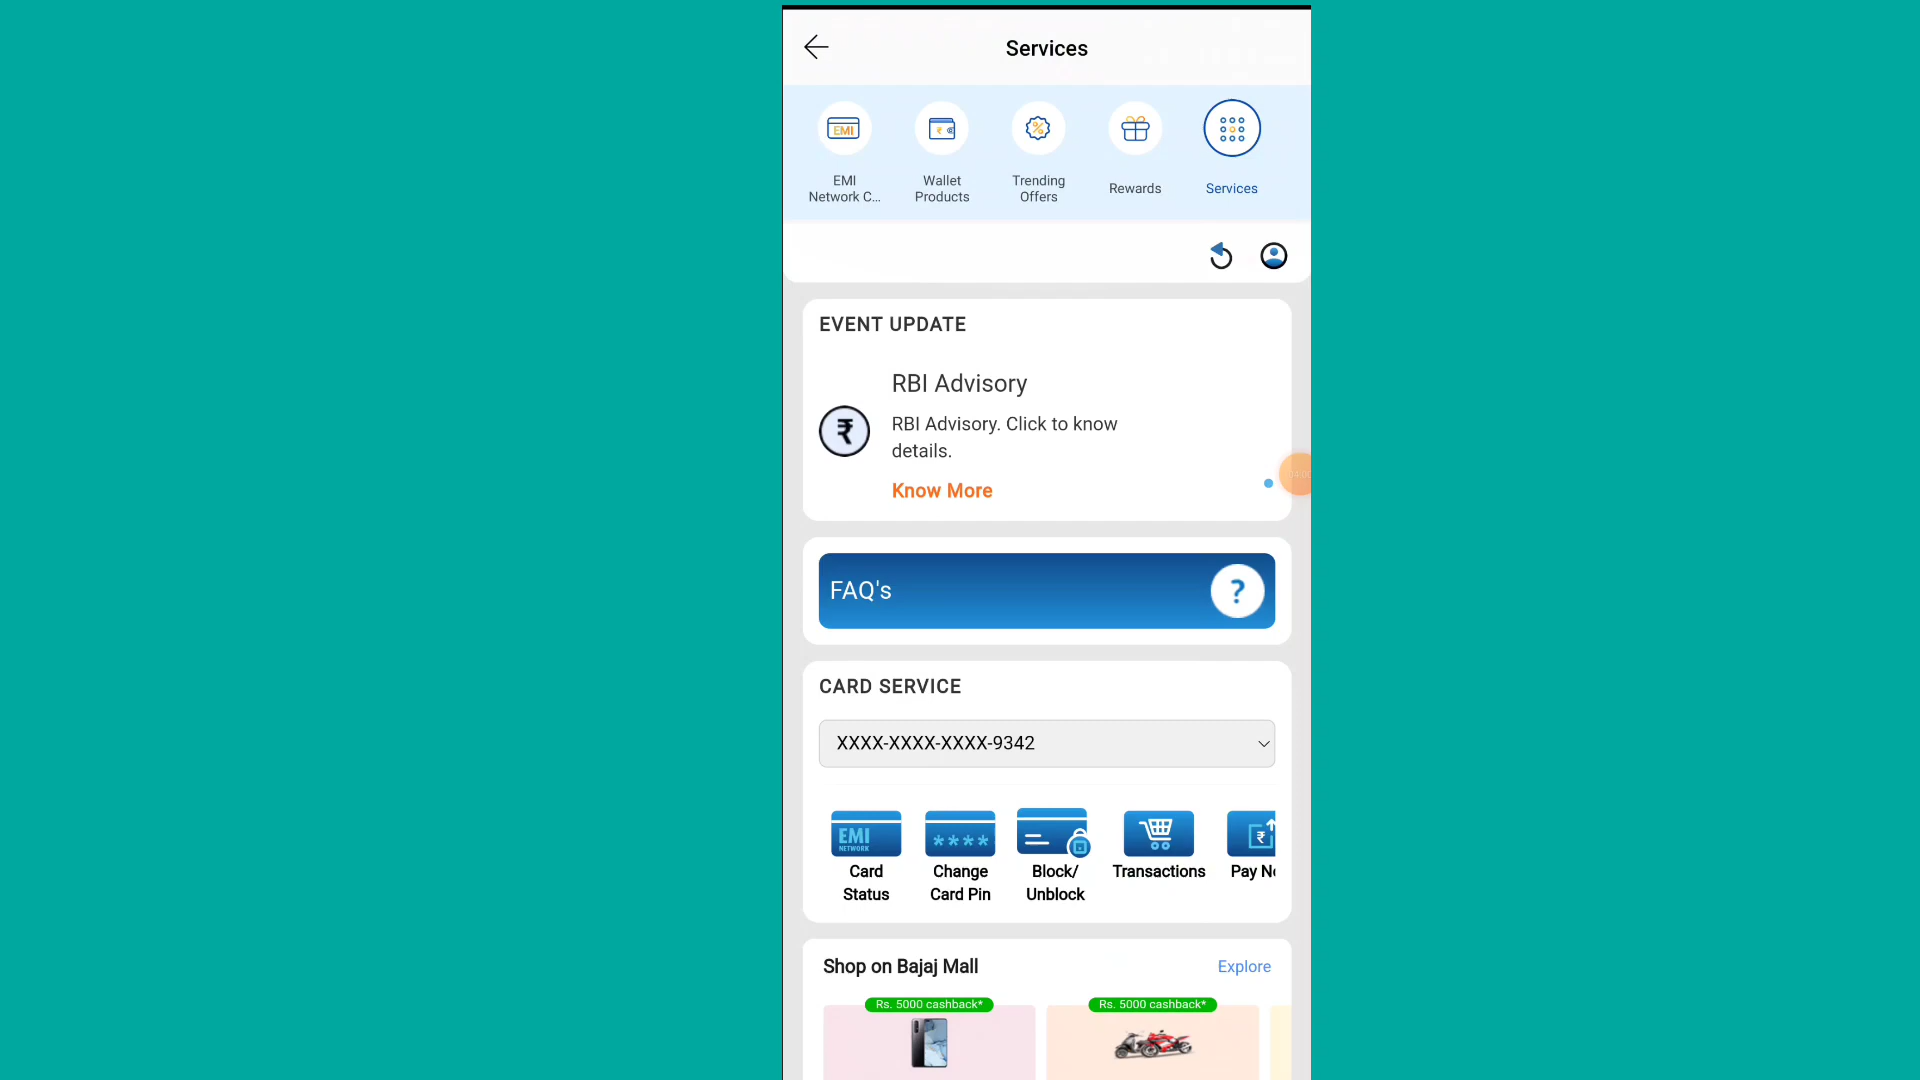 Services
EMI
EMI
Network C...
Wallet
Products
Trending
Offers
Rewards
Services
EVENT UPDATE
RBI Advisory
RBI Advisory. Click to know
details.
Know More
FAQ's
?
CARD SERVICE
XXXX-XXXX-XXXX-9342
EMI
NETWORK
Card
Status
****
Change
Card Pin
Block/
Unblock
Transactions
₹
Pay No
Shop on Bajaj Mall
Explore
Rs. 5000 cashback*
Rs. 5000 cashback*